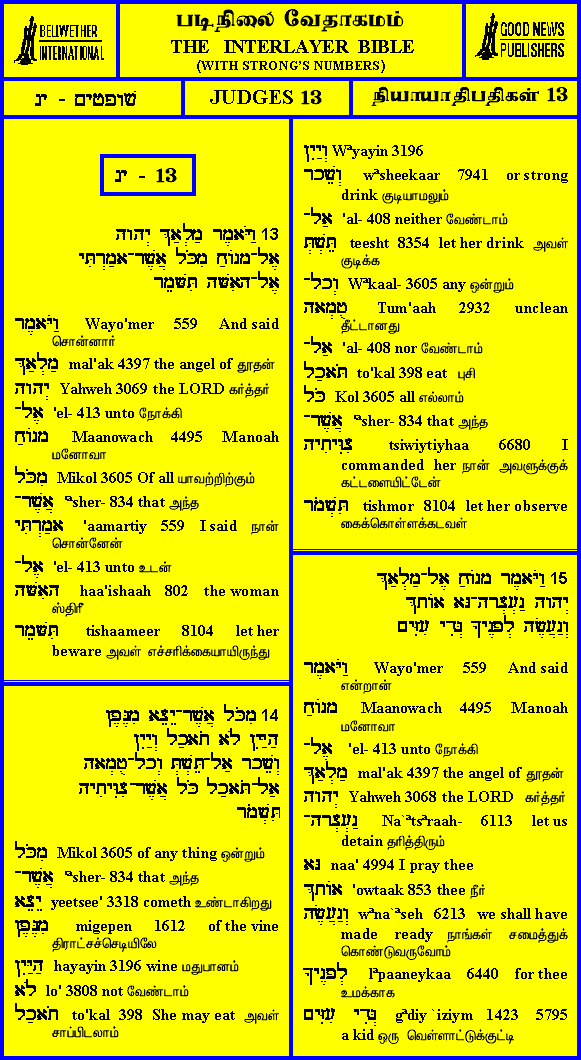 BELLWETHER
INTERNATIONAL
படிநிலை வேதாகமம்
THE INTERLAYER BIBLE
(WITH STRONG'S NUMBERS)
GOOD NEWS
PUBLISHERS
שׁופטים - יג
JUDGES 13
நியாயாதிபதிகள் 13
יג - 13
13 וַיֹּאמֶר מַלְאַךְ יְהוָה
אֶל־מָנוֹחַ מִכֹּל אֲשֶׁר־אָמַרְתִּי
אֶל־הָאִשָּׁה תִּשָּׁמֵר
וַיֹּאמֶר Wayo'mer 559 And said
சொன்னார்
מַלְאַךְ mal'ak 4397 the angel of தூதன்
יְהוָה Yahweh 3069 the LORD கர்த்தர்
אֶל־ 'el- 413 unto நோக்கி
מָנוֹחַ Maanowach 4495 Manoah
மனோவா
מִכֹּל Mikol 3605 Of all யாவற்றிற்கும்
אֲשֶׁר־ ªsher- 834 that அந்த
אָמַרְתִּי 'aamartiy 559 I said நான்
சொன்னேன்
אֶל־ 'el- 413 unto உடன்
הָאִשָּׁה haa'ishaah 802 the woman
ஸ்திரீ
תִּשָּׁמֵר tishaameer 8104 let her
beware அவள் எச்சரிக்கையாயிருந்து
14 מִכֹּל אֲשֶׁר־יֵצֵא מִגֶּפֶן
הַיַּיִן לֹא תֹאכַל וְיַיִן
וְשֵׁכָר אַל־תֵּשְׁתְּ וְכָל־טֻמְאָה
אַל־תֹּאכַל כֹּל אֲשֶׁר־צִוִּיתִיהָ
תִּשְׁמֹר
מִכֹּל Mikol 3605 of any thing ஒன்றும்
אֲשֶׁר־ ªsher- 834 that அந்த
יֵצֵא yeetsee' 3318 cometh உண்டாகிறது
מִגֶּפֶן migepen 1612 of the vine
திராட்சச்செடியிலே
הַיַּיִן hayayin 3196 wine மதுபானம்
לֹא lo' 3808 not வேண்டாம்
תֹאכַל to'kal 398 She may eat அவள்
சாப்பிடலாம்
וְיַיִן Wªyayin 3196
וְשֵׁכָר wªsheekaar 7941 or strong
drink குடியாமலும்
אַל־ 'al- 408 neither வேண்டாம்
תֵּשְׁתְּ teesht 8354 let her drink அவள்
குடிக்க
וְכָל־ Wªkaal- 3605 any ஒன்றும்
טֻמְאָה Tum'aah 2932 unclean
தீட்டானது
אַל־ 'al- 408 nor வேண்டாம்
תֹּאכַל to'kal 398 eat புசி
כֹּל Kol 3605 all எல்லாம்
אֲשֶׁר־ ªsher- 834 that அந்த
צִוִּיתִיהָ tsiwiytiyhaa 6680 I
commanded her நான் அவளுக்குக்
கட்டளையிட்டேன்
תִּשְׁמֹר tishmor 8104 let her observe
கைக்கொள்ளக்கடவள்
15 וַיֹּאמֶר מָנוֹחַ אֶל־מַלְאַךְ
יְהוָה נַעְצְרָה־נָּא אוֹתָךְ
וְנַעֲשֶׂה לְפָנֶיךָ גְּדִי עִזִּים
וַיֹּאמֶר Wayo'mer 559 And said
என்றான்
מָנוֹחַ Maanowach 4495 Manoah
மனோவா
אֶל־ 'el- 413 unto நோக்கி
מַלְאַךְ mal'ak 4397 the angel of தூதன்
יְהוָה Yahweh 3068 the LORD கர்த்தர்
נַעְצְרָה־ Na`ªtsªraah- 6113 let us
detain தரித்திரும்
נָּא naa' 4994 I pray thee
אוֹתָךְ 'owtaak 853 thee நீர்
וְנַעֲשֶׂה wªna`ªseh 6213 we shall have
made ready நாங்கள் சமைத்துக்
கொண்டுவருவோம்
לְפָנֶיךָ lªpaaneykaa 6440 for thee
உமக்காக
גְּדִי עִזִּים gªdiy `iziym 1423 5795
a kid ஒரு வெள்ளாட்டுக்குட்டி